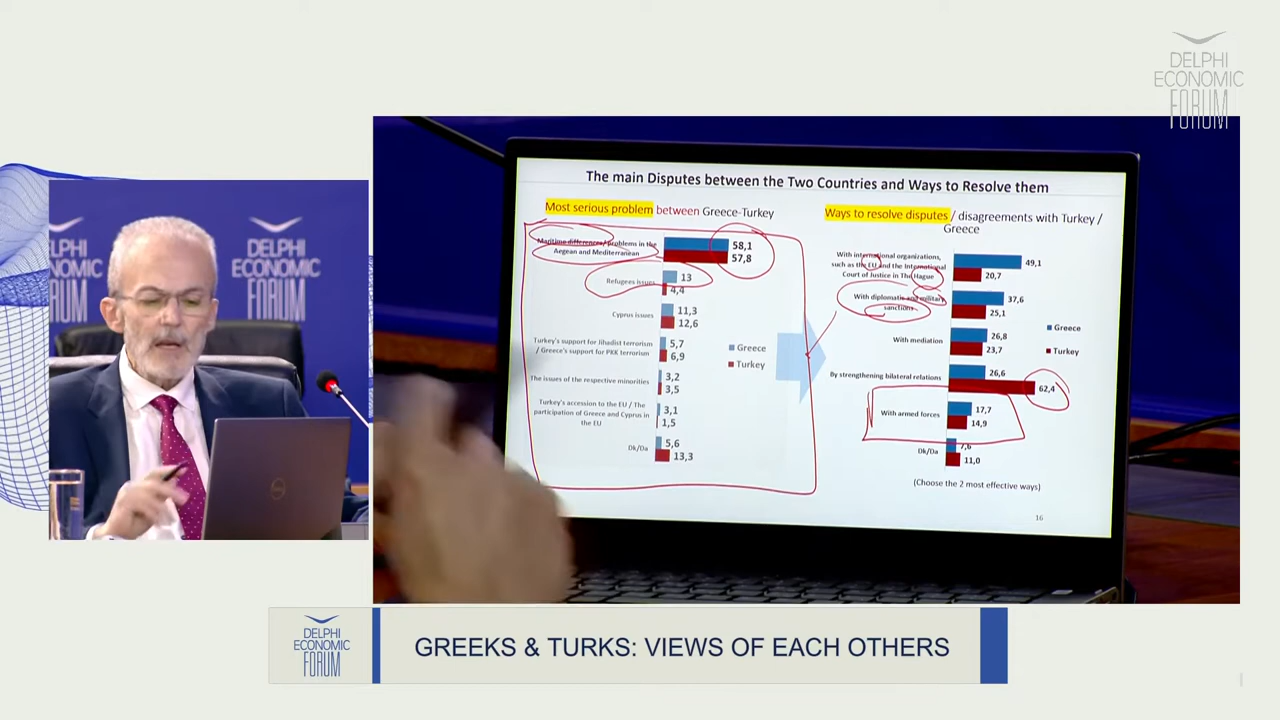 DELPHI
ECONOMIC
FORUM
DELPHI
ECONOMIC
FORUM
DELPHI
ECONOMIC
FORUM
DELL
The main Disputes between the Two Countries and Ways to Resolve them
Most serious problem between Greece-Turkey
Maritime differences/ problems in the
Aegean and Mediterranean
58,1
57,8
Refugees issues
13
4,4
Cyprus issues
11,3
12,6
Turkey's support for Jihadist terrorism
/ Greece's support for PKK terrorism
5,7
6,9
The issues of the respective minorities
3,2
3,5
Turkey's accession to the EU / The
participation of Greece and Cyprus in
the EU
3,1
1,5
Dk/Da
5,6
13,3
Greece
Turkey
Ways to resolve disputes / disagreements with Turkey /
Greece
With international organizations,
such as the EU and the International
Court of Justice in The Hague
49,1
20,7
With diplomatic and military
sanctions
37,6
25,1
With mediation
26,8
23,7
By strengthening bilateral relations
26,6
62,4
With armed forces
17,7
14,9
Dk/Da
7,6
11,0
Greece
Turkey
(Choose the 2 most effective ways)
16
DELPHI
ECONOMIC
FORUM
GREEKS & TURKS: VIEWS OF EACH OTHERS